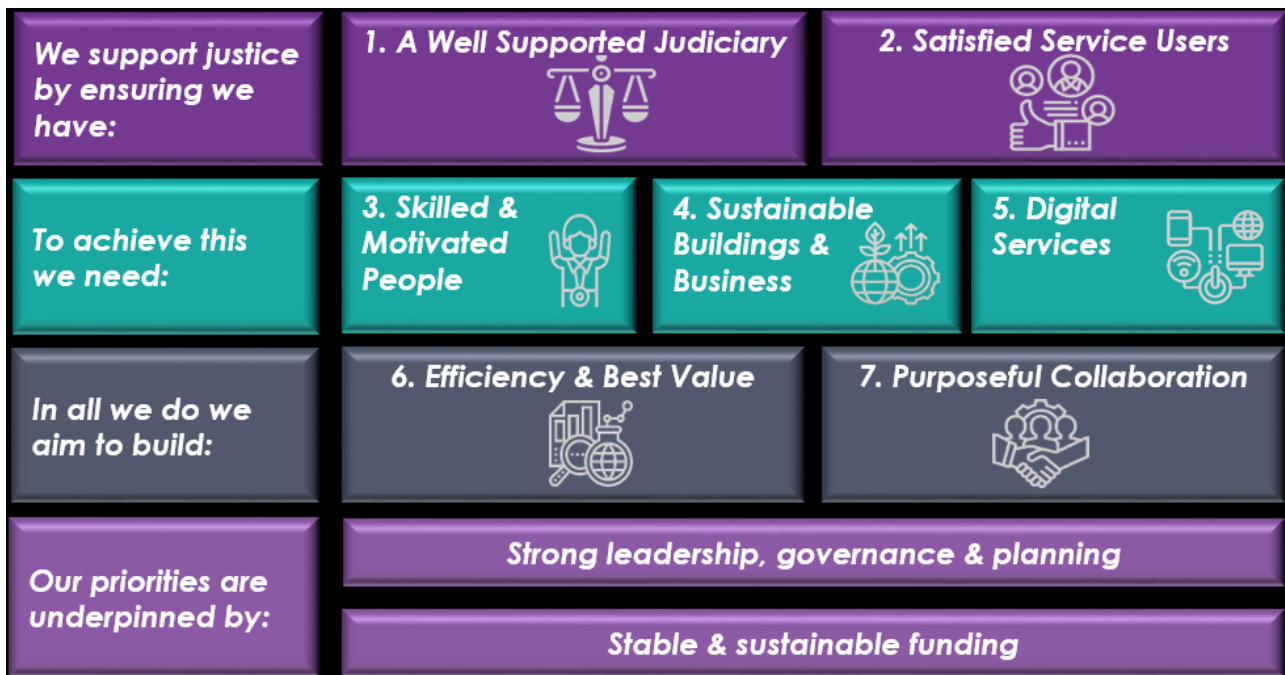 We support justice
by ensuring we
have:
1. A Well Supported Judiciary
2. Satisfied Service Users
To achieve this
we need:
3. Skilled &
Motivated
People
4. Sustainable
Buildings &
Business
5. Digital
Services
In all we do we
aim to build:
6. Efficiency & Best Value
7. Purposeful Collaboration
Our priorities are
underpinned by:
Strong leadership, governance & planning
Stable & sustainable funding